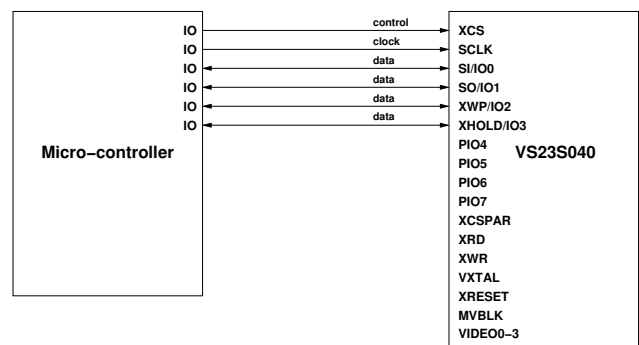 control
IO XCS
clock
IO SCLK
data
IO SI/IO0
data
IO SO/IO1
data
IO XWP/IO2
data
IO XHOLD/IO3
PIO4
Micro-controller VS23S040
PIO5
PIO6
PIO7
XCSPAR
XRD
XWR
VXTAL
XRESET
MVBLK
VIDEO0-3